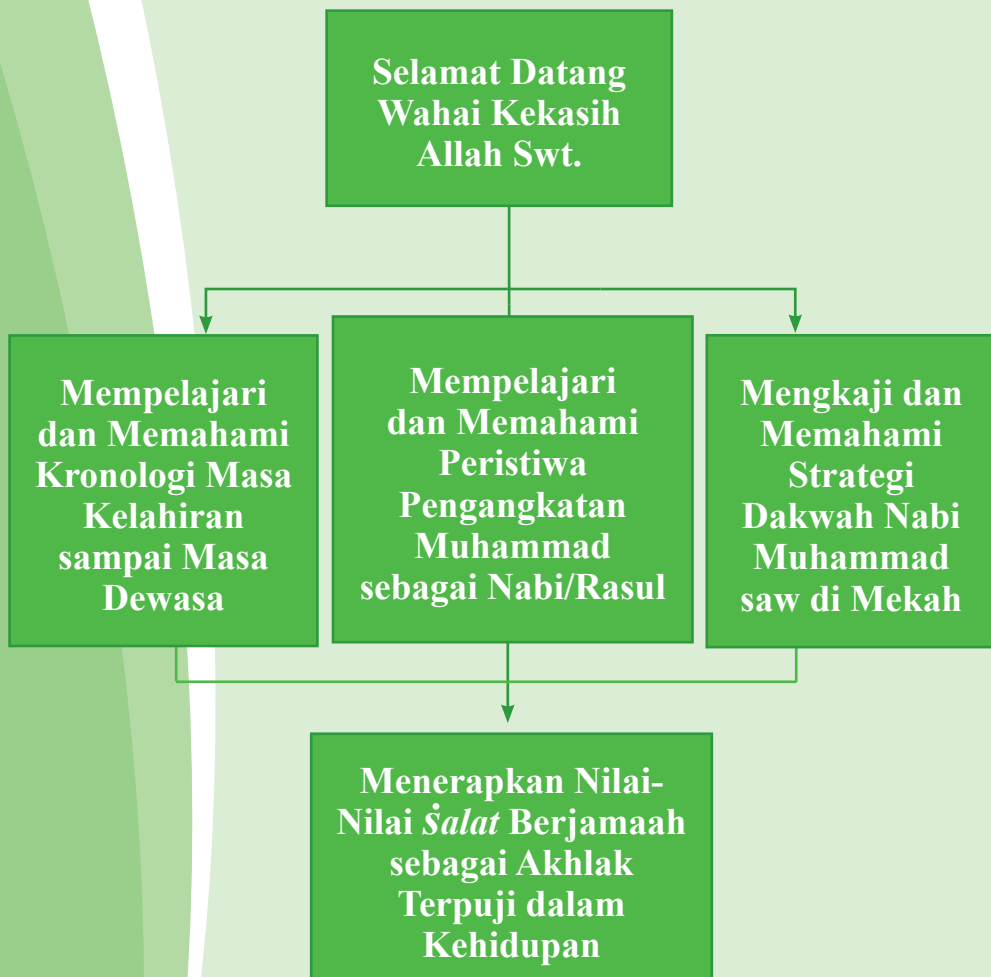 Selamat Datang
Wahai Kekasih
Allah Swt.
Mempelajari
dan Memahami
Kronologi Masa
Kelahiran
sampai Masa
Dewasa
Mempelajari
dan Memahami
Peristiwa
Pengangkatan
Muhammad
sebagai Nabi/Rasul
Mengkaji dan
Memahami
Strategi
Dakwah Nabi
Muhammad
saw di Mekah
Menerapkan Nilai-
Nilai Ṡalat Berjamaah
sebagai Akhlak
Terpuji dalam
Kehidupan